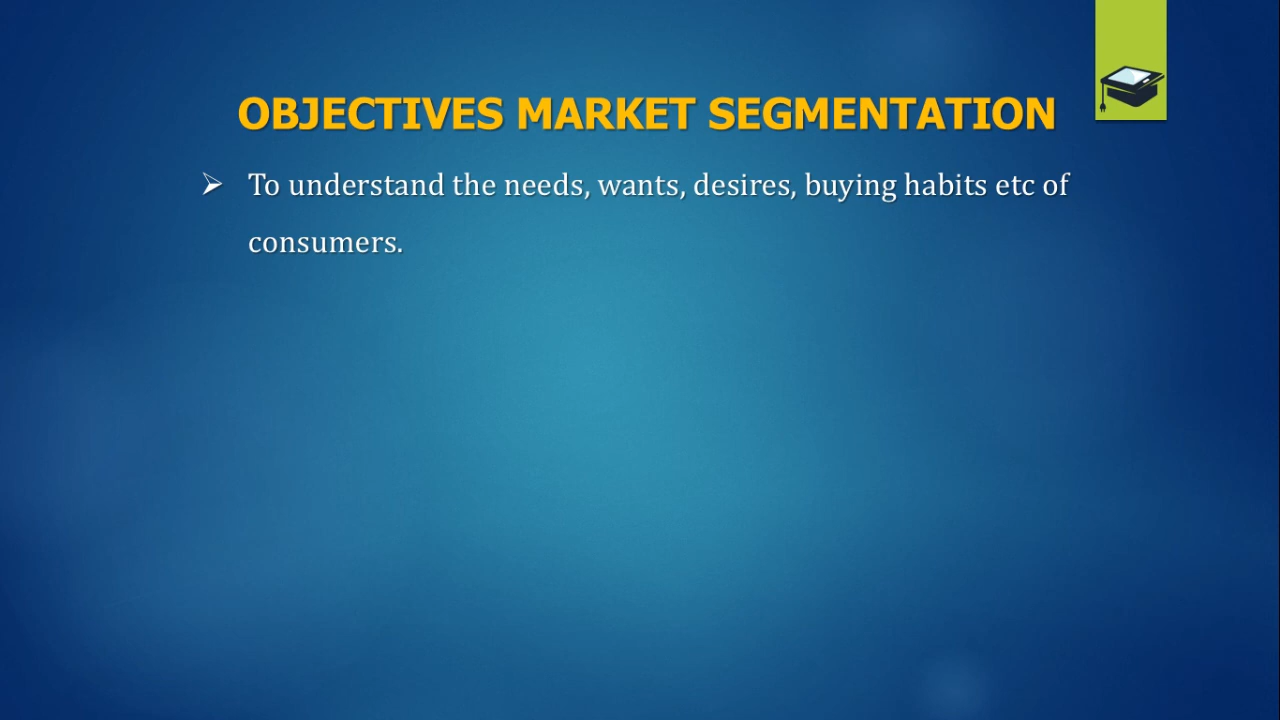 OBJECTIVES MARKET SEGMENTATION
➢ To understand the needs, wants, desires, buying habits etc of
consumers.